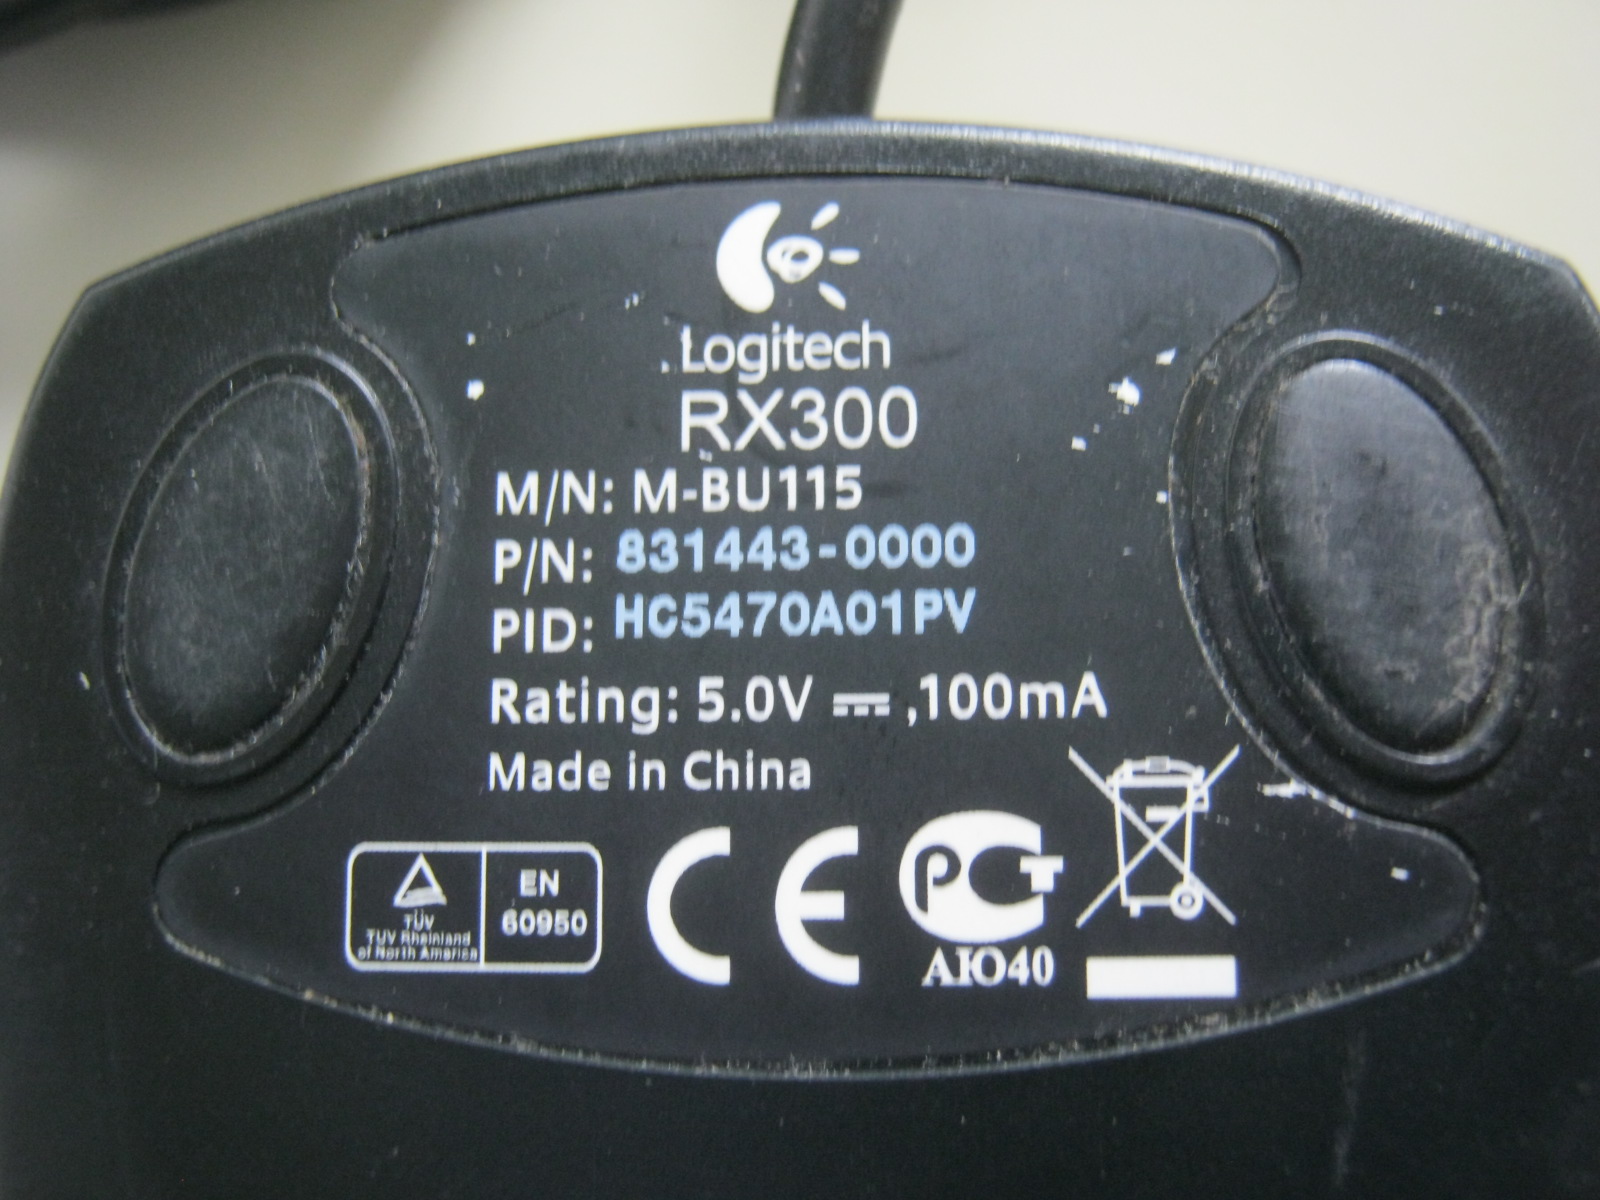 Logitech
RX300
M/N: M-BU115
P/N: 831443-0000
PID: HC5470A01PV
Rating: 5.0V ⎓ ,100mA
Made in China
TÜV
TUV Rheinland
of North America
EN
60950
CE
PCT
АЮ40